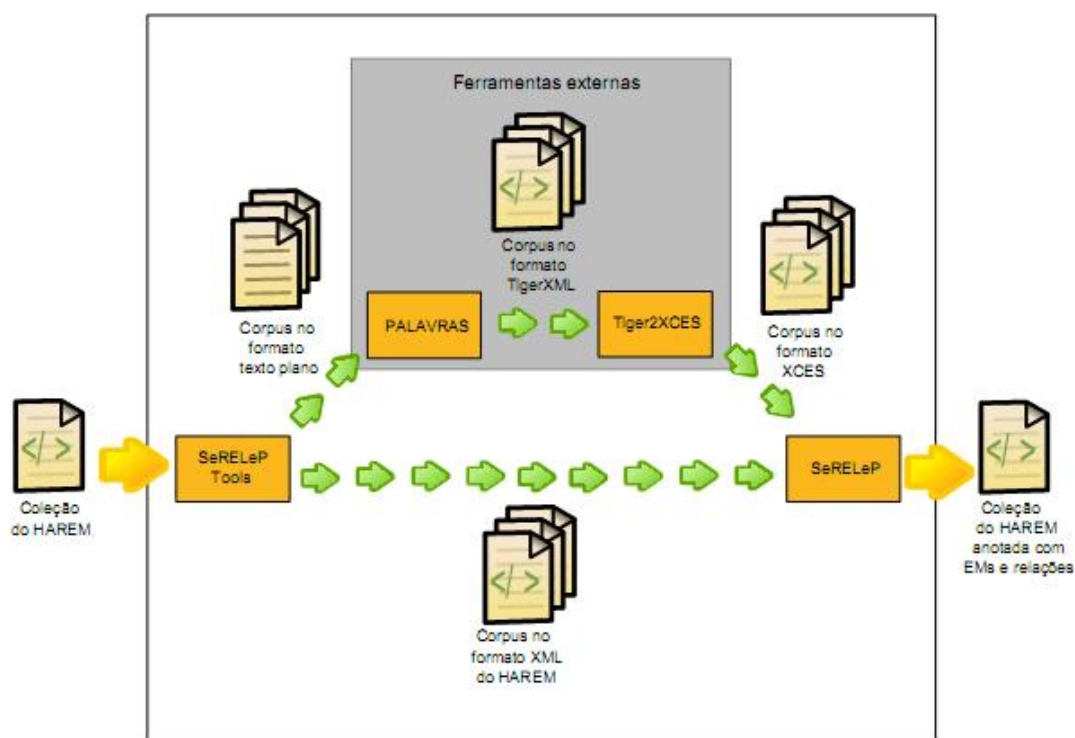 Ferramentas externas
Corpus no
formato
TigerXML
PALAVRAS
Tiger2XCES
Corpus no
formato
texto plano
Corpus no
formato
XCES
Coleção
do HAREM
SeRELeP
Tools
SeRELeP
Coleção
do HAREM
anotada com
EMs e relações
Corpus no
formato XML
do HAREM